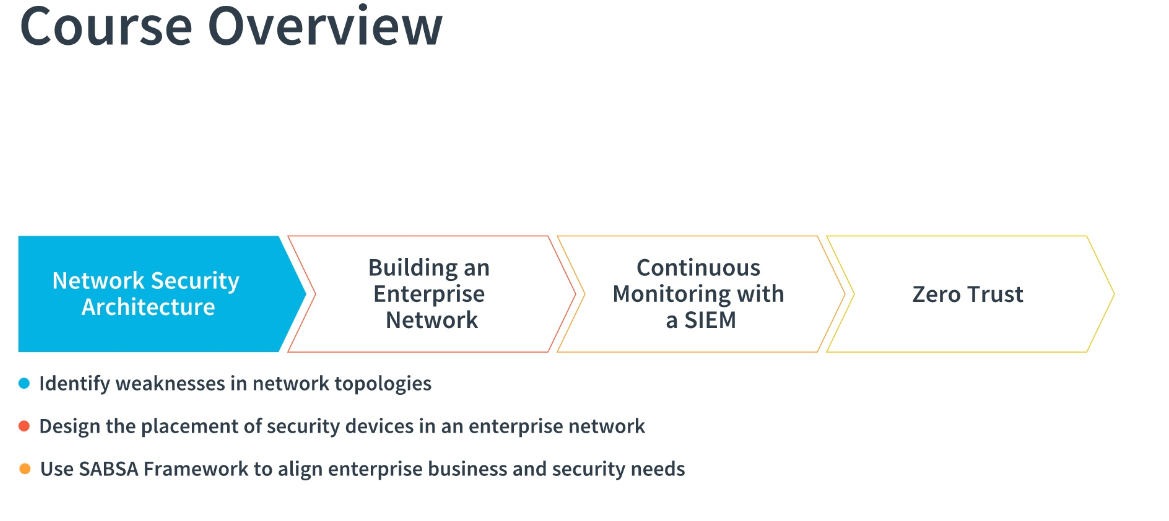 Course Overview
Network Security
Architecture
Building an
Enterprise
Network
Continuous
Monitoring with
a SIEM
Zero Trust
Identify weaknesses in network topologies
Design the placement of security devices in an enterprise network
Use SABSA Framework to align enterprise business and security needs